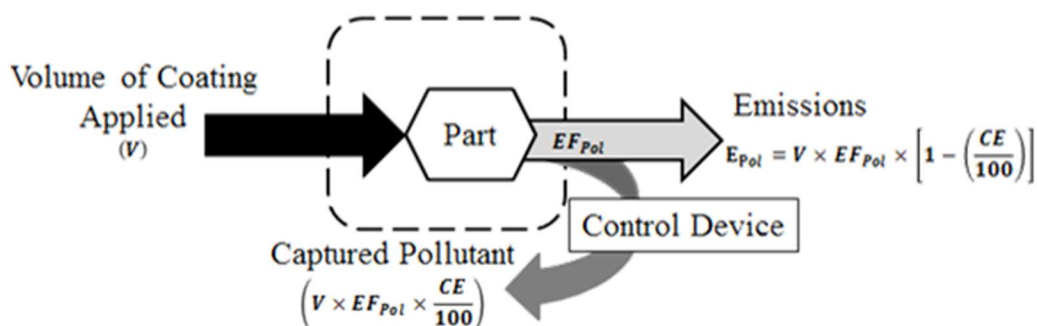 Volume of Coating
Applied
(V)
Part
EF_Pol
Emissions
E_Pol = V × EF_Pol × [1 − (CE/100)]
Control Device
Captured Pollutant
(V × EF_Pol × CE/100)